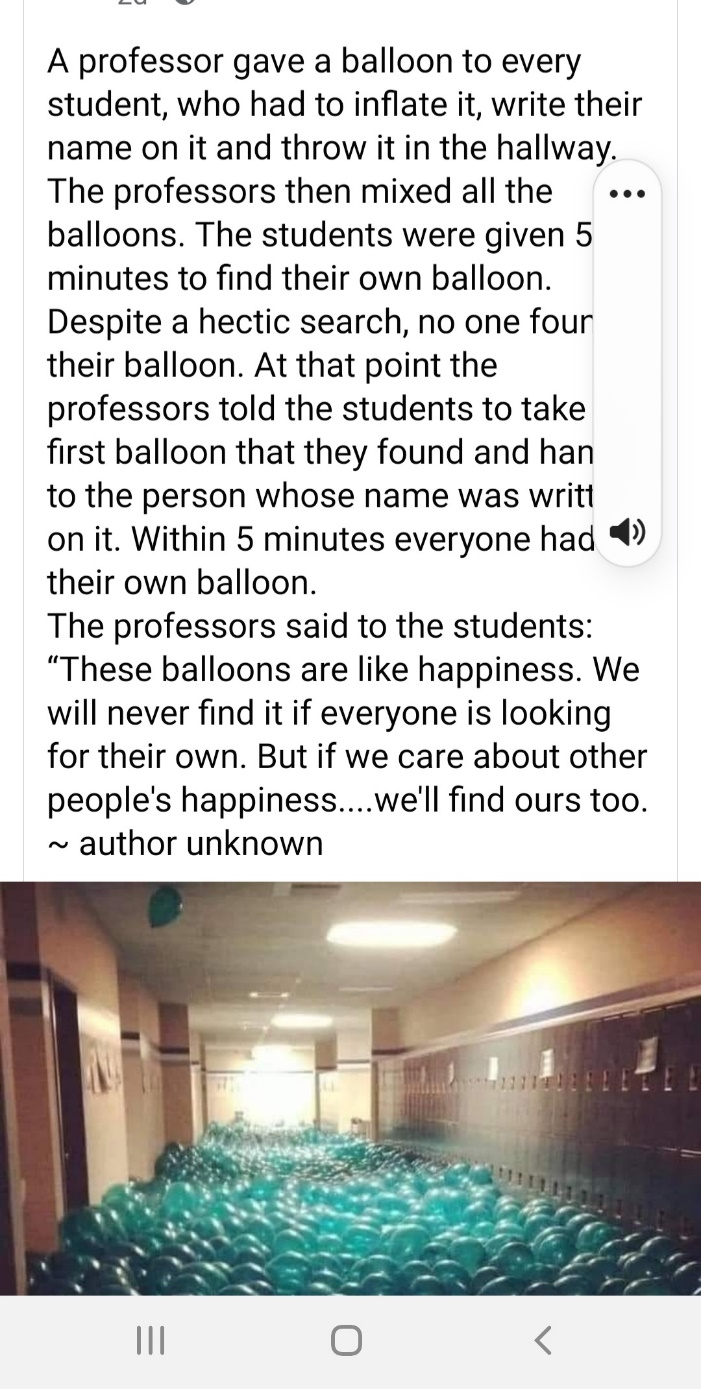 A professor gave a balloon to every
student, who had to inflate it, write their
name on it and throw it in the hallway.
The professors then mixed all the
balloons. The students were given 5
minutes to find their own balloon.
Despite a hectic search, no one
their balloon. At that point the
professors told the students to take
first balloon that they found and
to the person whose name was
on it. Within 5 minutes everyone had
their own balloon.
The professors said to the students:
“These balloons are like happiness. We
will never find it if everyone is looking
for their own. But if we care about other
people's happiness....we'll find ours too.
~ author unknown